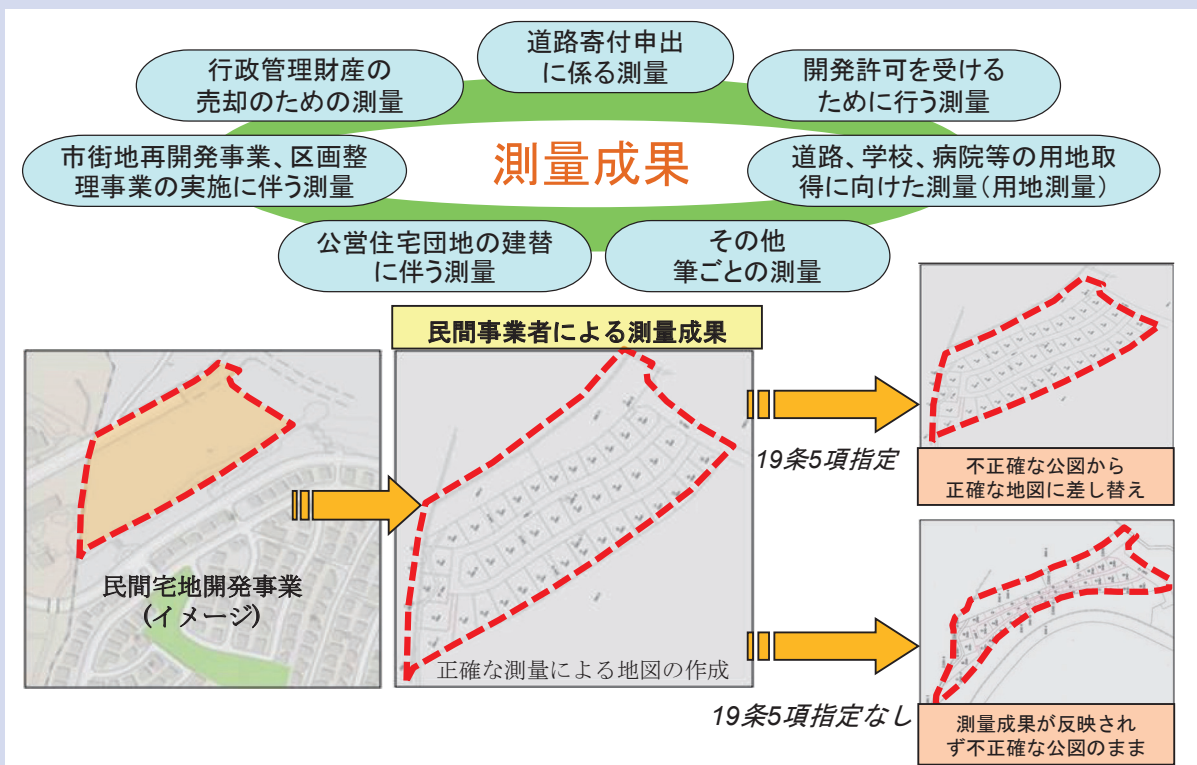 道路寄付申出
に係る測量
行政管理財産の
売却のための測量
開発許可を受ける
ために行う測量
市街地再開発事業、区画整
理事業の実施に伴う測量
測量成果
道路、学校、病院等の用地取
得に向けた測量(用地測量)
公営住宅団地の建替
に伴う測量
その他
筆ごとの測量
民間事業者による測量成果
民間宅地開発事業
(イメージ)
正確な測量による地図の作成
19条5項指定
不正確な公図から
正確な地図に差し替え
19条5項指定なし
測量成果が反映され
ず不正確な公図のまま